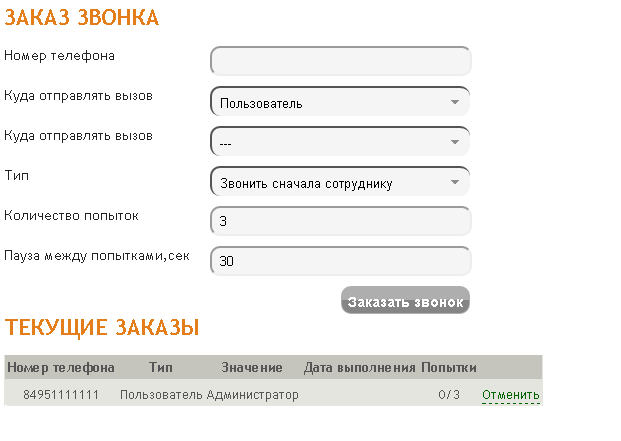 ЗАКАЗ ЗВОНКА
Номер телефона
Куда отправлять вызов Пользователь
Куда отправлять вызов ---
Тип Звонить сначала сотруднику
Количество попыток 3
Пауза между попытками,сек 30
Заказать звонок
ТЕКУЩИЕ ЗАКАЗЫ
Номер телефона Тип Значение Дата выполнения Попытки
84951111111 Пользователь Администратор 0/3 Отменить